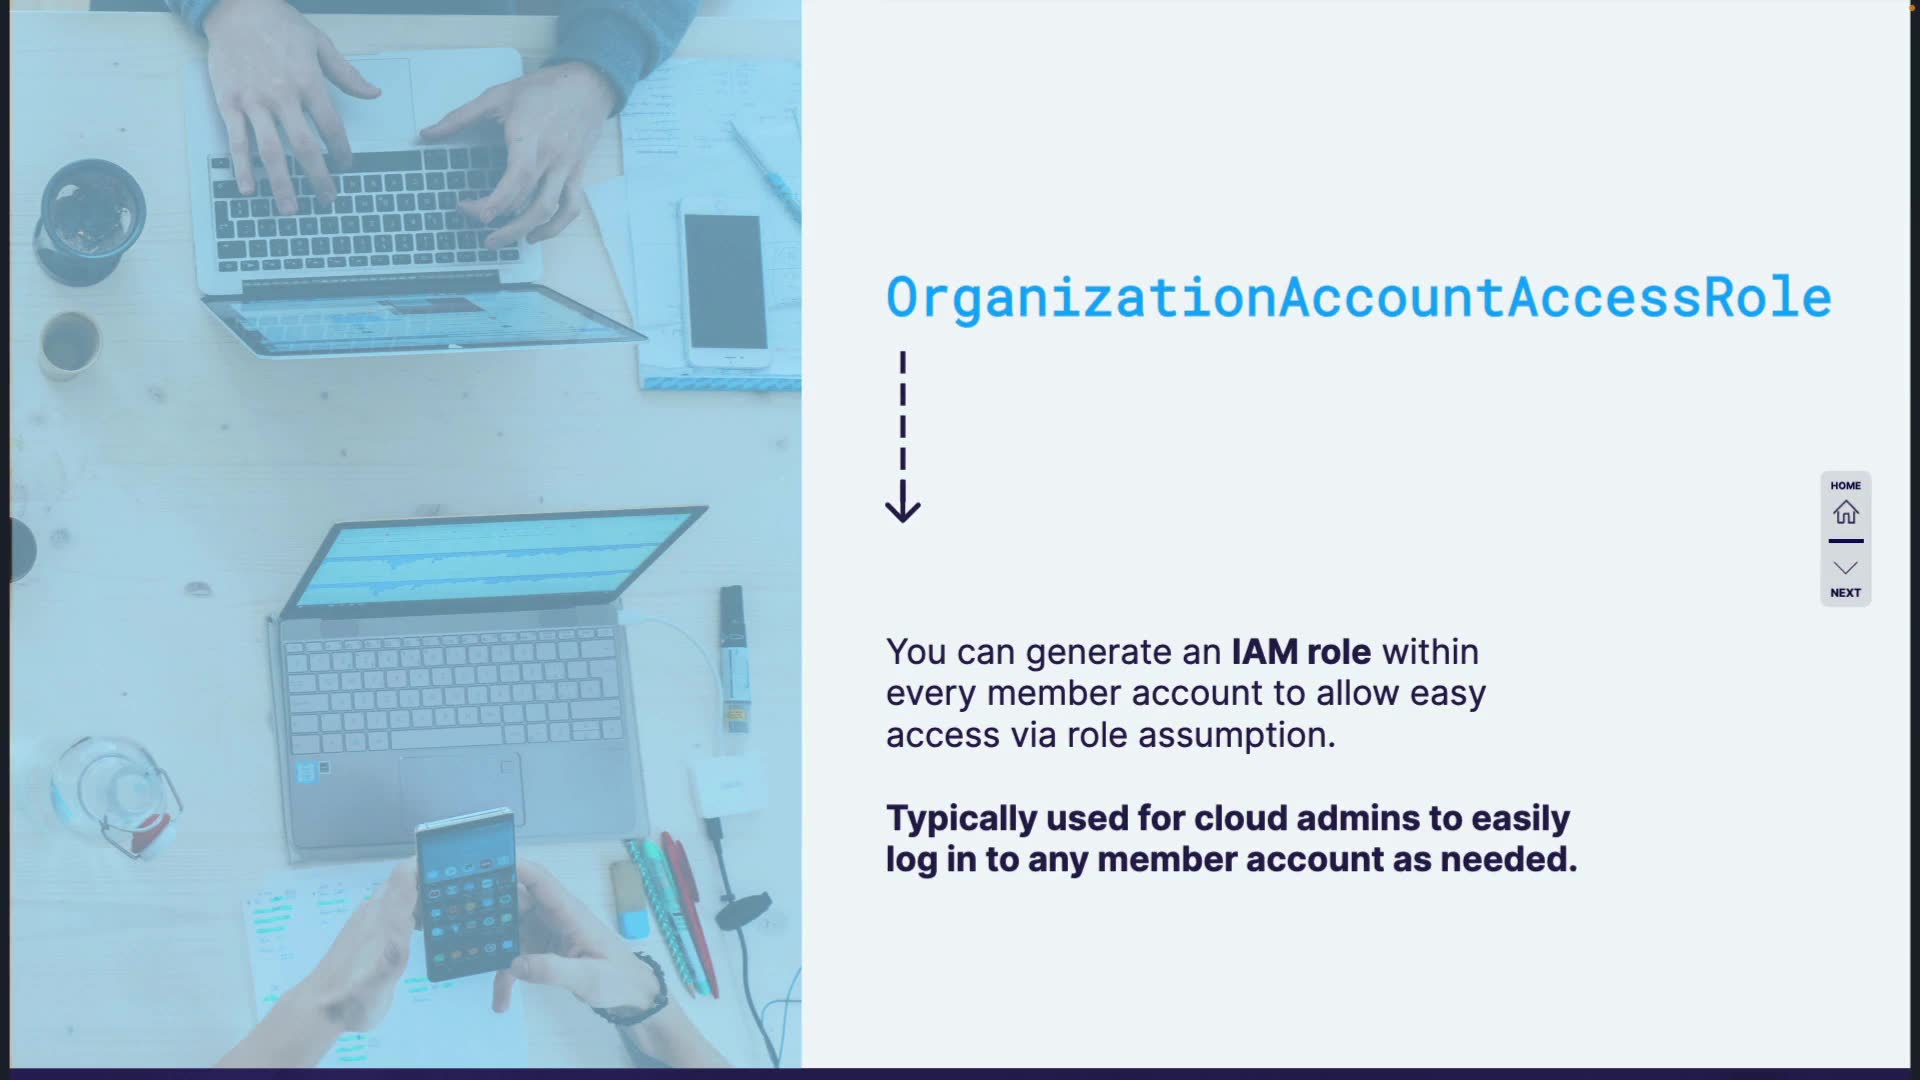 OrganizationAccountAccessRole
HOME
NEXT
You can generate an IAM role within
every member account to allow easy
access via role assumption.
Typically used for cloud admins to easily
log in to any member account as needed.